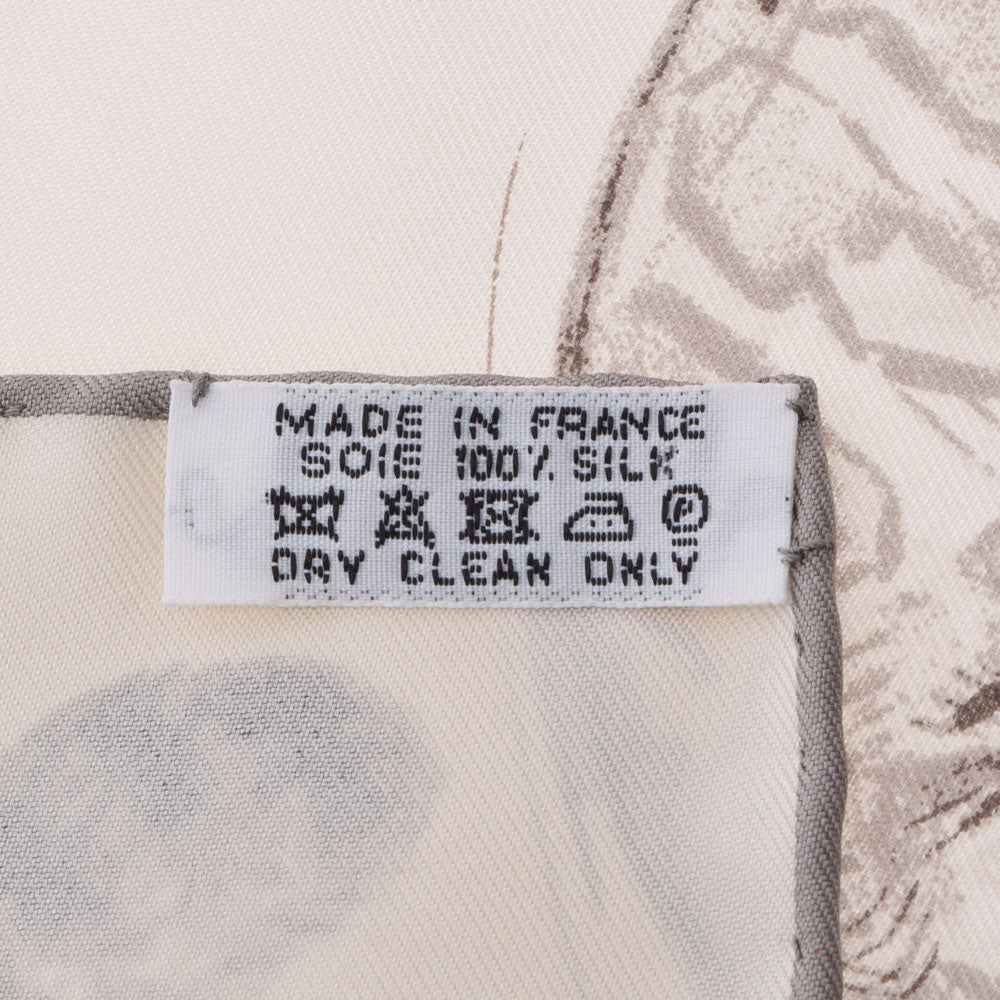 MADE IN FRANCE
SOIE 100% SILK
P
DRY CLEAN ONLY